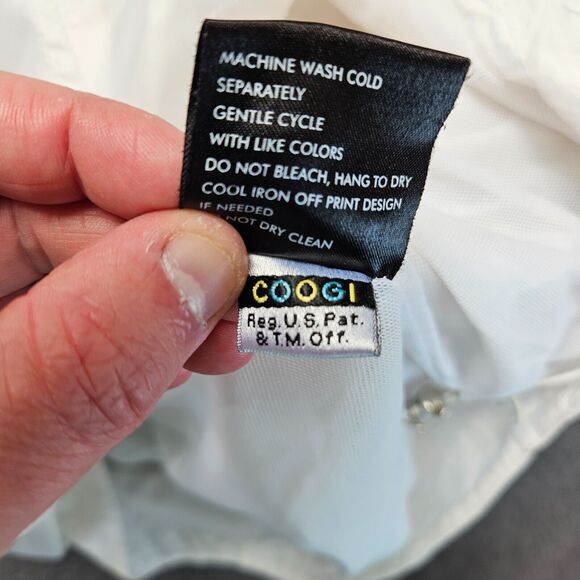 MACHINE WASH COLD
SEPARATELY
GENTLE CYCLE
WITH LIKE COLORS
DO NOT BLEACH, HANG TO DRY
COOL IRON OFF PRINT DESIGN
IF NEEDED
NOT DRY CLEAN
COOGI
Reg. U.S. Pat.
& T.M. Off.